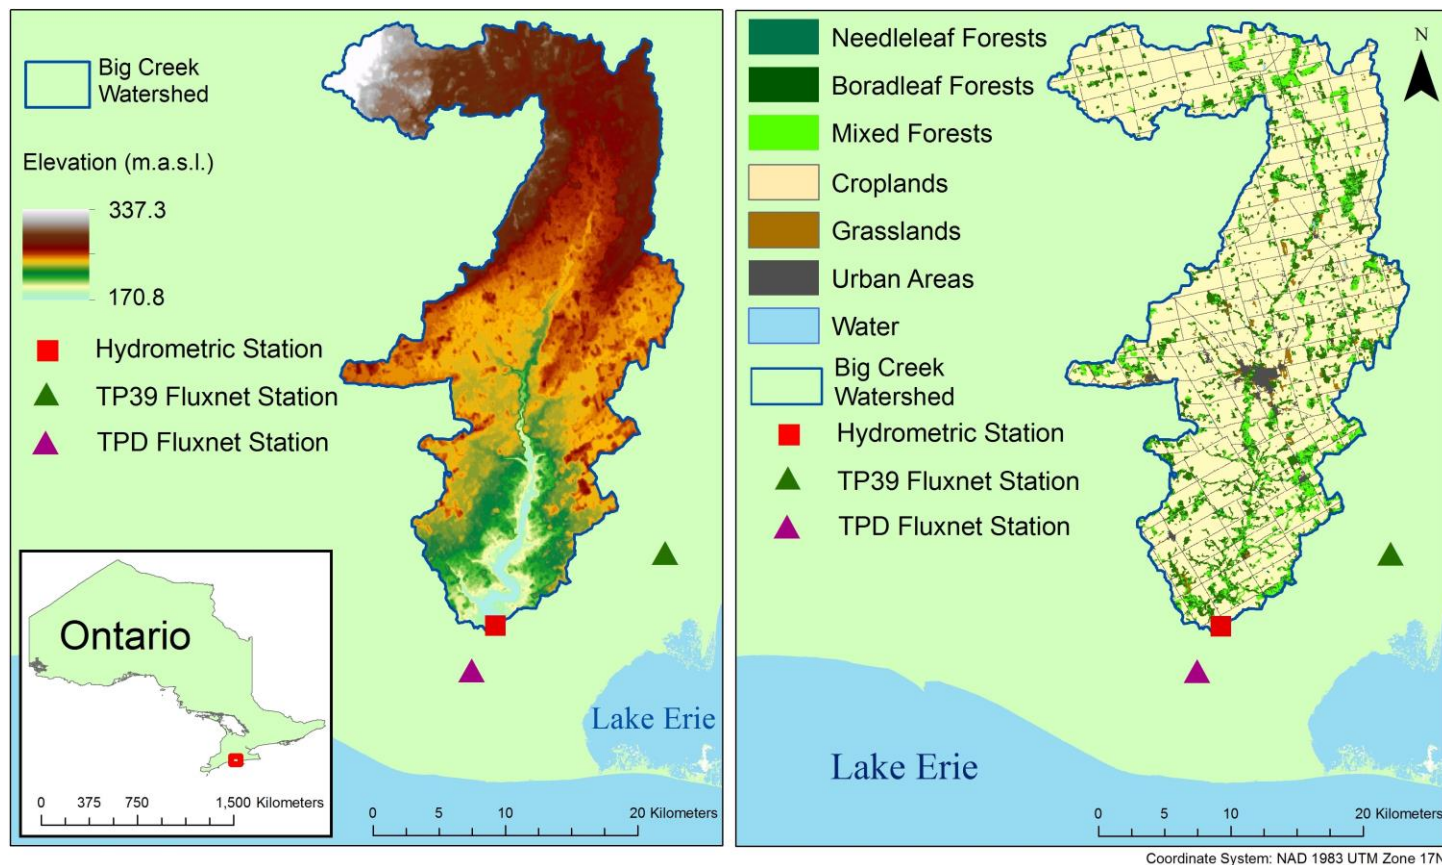 Big Creek
Watershed
Elevation (m.a.s.l.)
337.3
170.8
Hydrometric Station
TP39 Fluxnet Station
TPD Fluxnet Station
Ontario
0 375 750 1,500 Kilometers
Lake Erie
0 5 10 20 Kilometers
Needleleaf Forests
Boradleaf Forests
Mixed Forests
Croplands
Grasslands
Urban Areas
Water
Big Creek
Watershed
Hydrometric Station
TP39 Fluxnet Station
TPD Fluxnet Station
N
Lake Erie
0 5 10 20 Kilometers
Coordinate System: NAD 1983 UTM Zone 17N